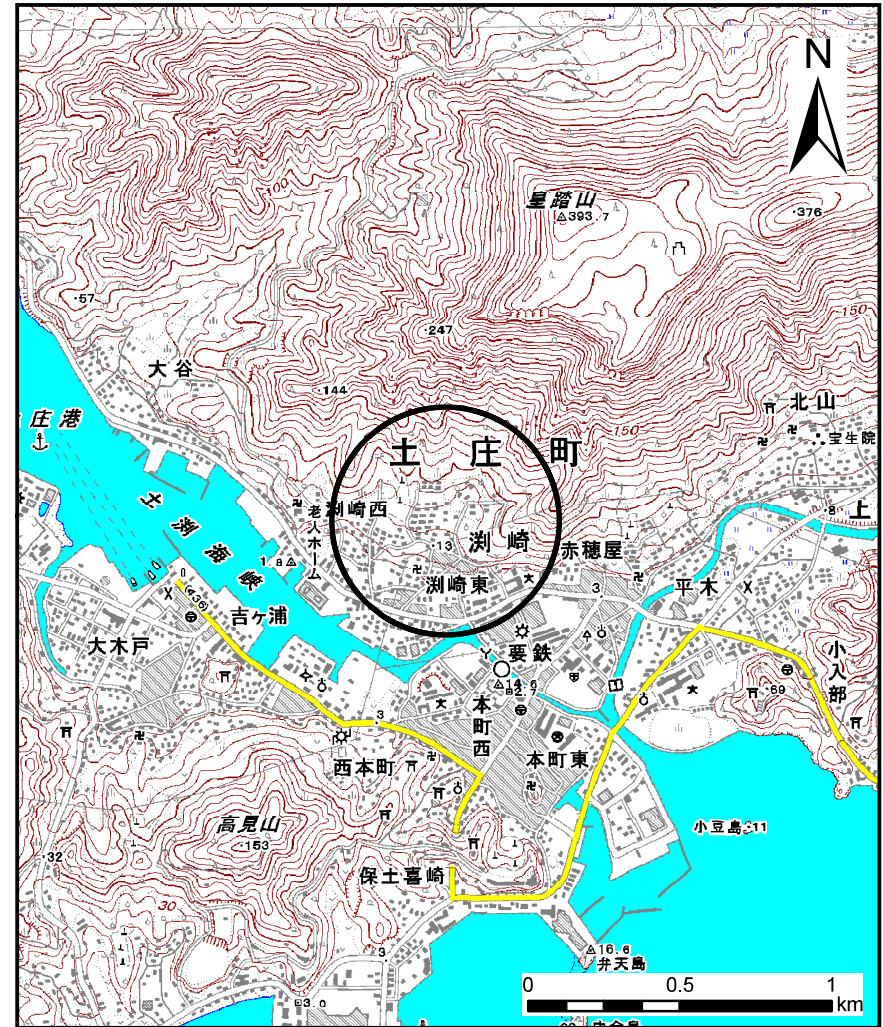 N
星踏山
393.7
376
100
57
150
247
大谷
144
北山
庄港
土庄町
150
宝生院
土渕海峡
渕崎西
8
上
老人ホーム
13
渕崎
赤穂屋
1.8
渕崎東
3
平木
(436)
吉ヶ浦
大木戸
要鉄
小入部
14.6
2.7
69
3
本町西
西本町
本町東
高見山
小豆島
11
153
32
保土喜崎
30
3
16.6
弁天島
3.0
0 0.5 1
km